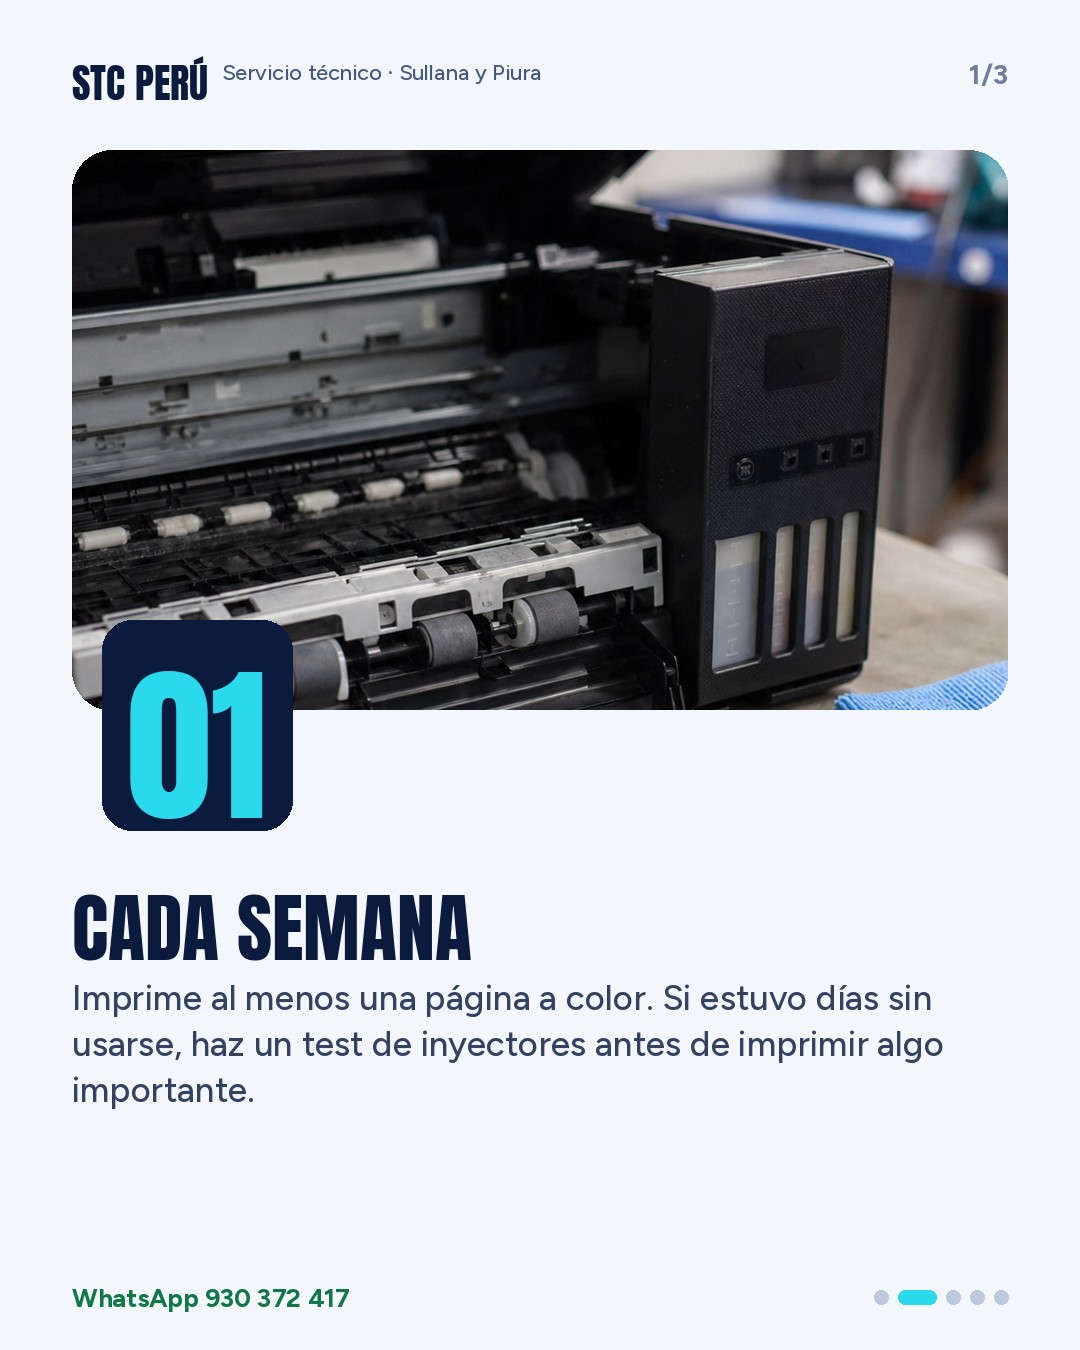 STC PERÚ Servicio técnico · Sullana y Piura
1/3
01
CADA SEMANA
Imprime al menos una página a color. Si estuvo días sin
usarse, haz un test de inyectores antes de imprimir algo
importante.
WhatsApp 930 372 417